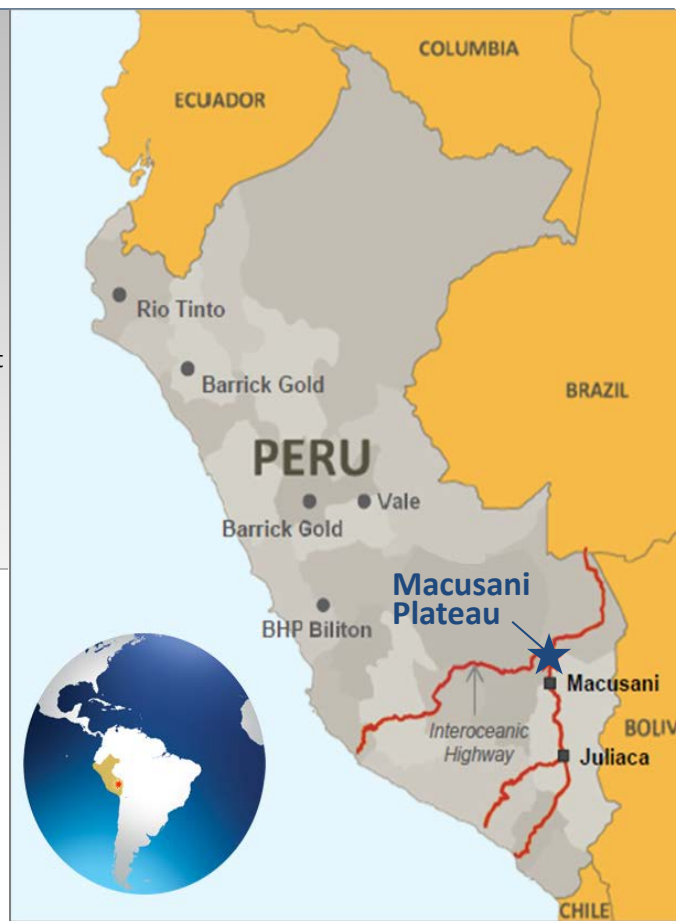 COLUMBIA
ECUADOR
Rio Tinto
Barrick Gold
BRAZIL
PERU
Vale
Barrick Gold
Macusani
Plateau
BHP Biliton
Macusani
Interoceanic
Highway
BOLIV
Juliaca
CHILE